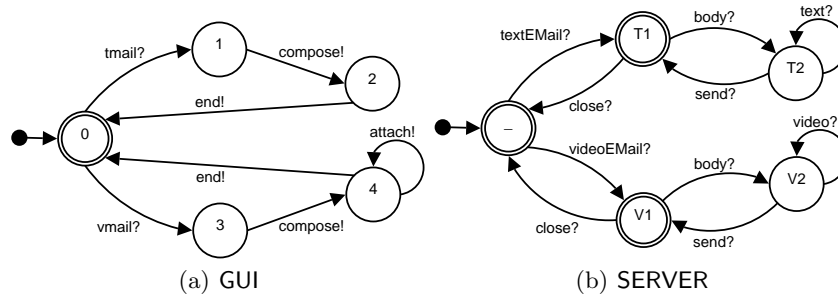 tmail?
1
compose!
2
end!
0
attach!
end!
4
vmail?
3
compose!
(a) GUI
textEMail?
T1
body?
text?
T2
send?
close?
–
videoEMail?
body?
video?
V2
V1
close?
send?
(b) SERVER